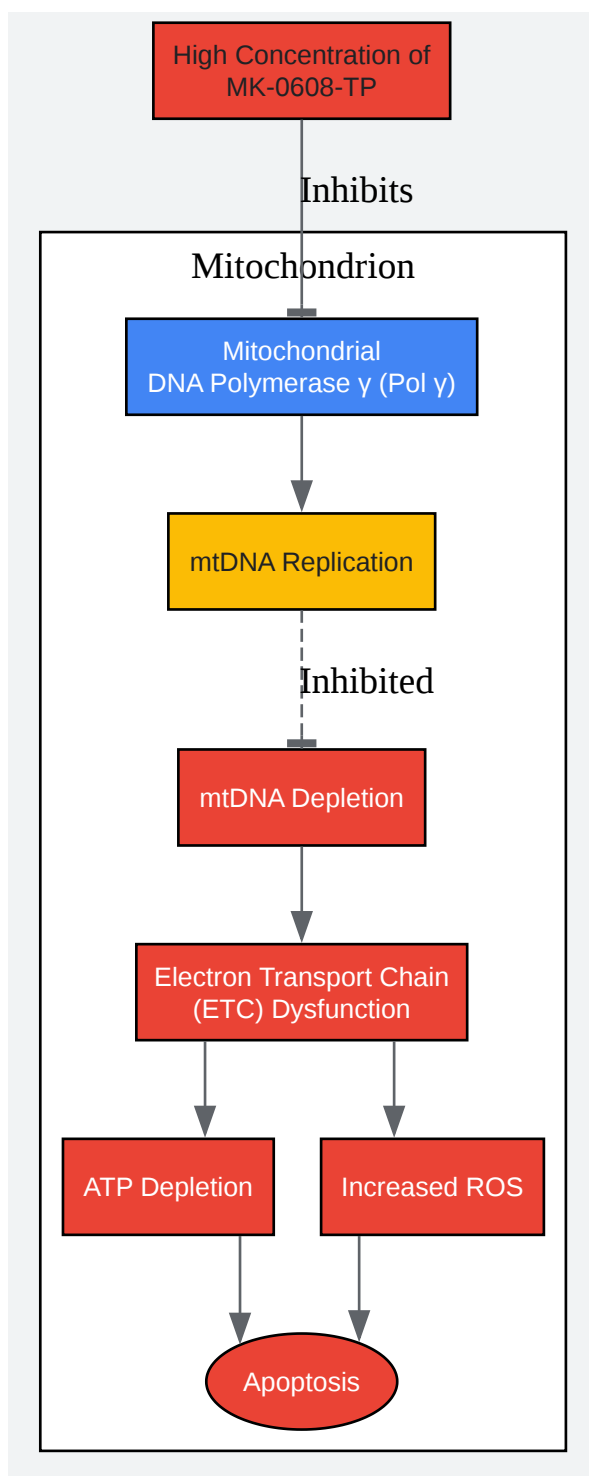 High Concentration of
MK-0608-TP
Inhibits
Mitochondrion
Mitochondrial
DNA Polymerase γ (Pol γ)
mtDNA Replication
Inhibited
mtDNA Depletion
Electron Transport Chain
(ETC) Dysfunction
ATP Depletion
Increased ROS
Apoptosis